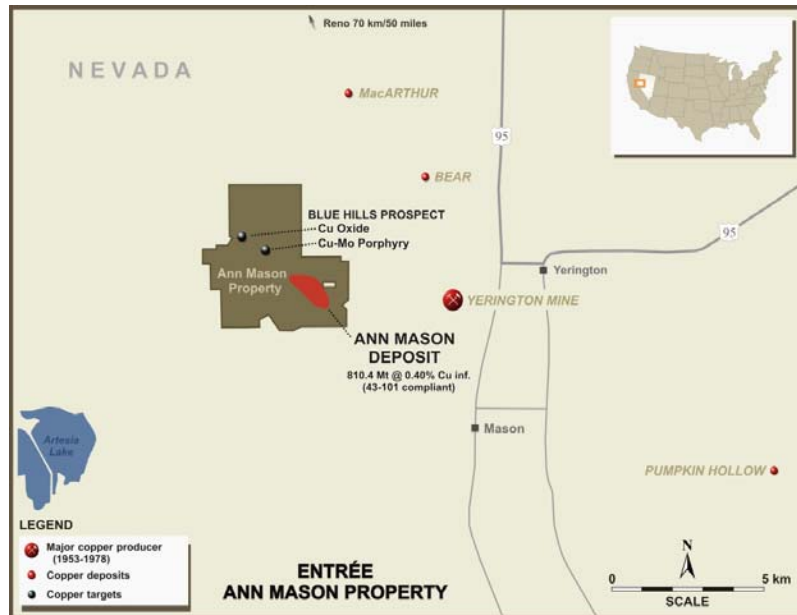 Reno 70 km/50 miles
NEVADA
MacARTHUR
95
BEAR
BLUE HILLS PROSPECT
Cu Oxide
Cu-Mo Porphyry
95
Ann Mason
Property
Yerington
YERINGTON MINE
ANN MASON
DEPOSIT
810.4 Mt @ 0.40% Cu inf.
(43-101 compliant)
Artesia
Lake
Mason
PUMPKIN HOLLOW
LEGEND
Major copper producer
(1953-1978)
Copper deposits
Copper targets
ENTRÉE
ANN MASON PROPERTY
N
0 5 km
SCALE